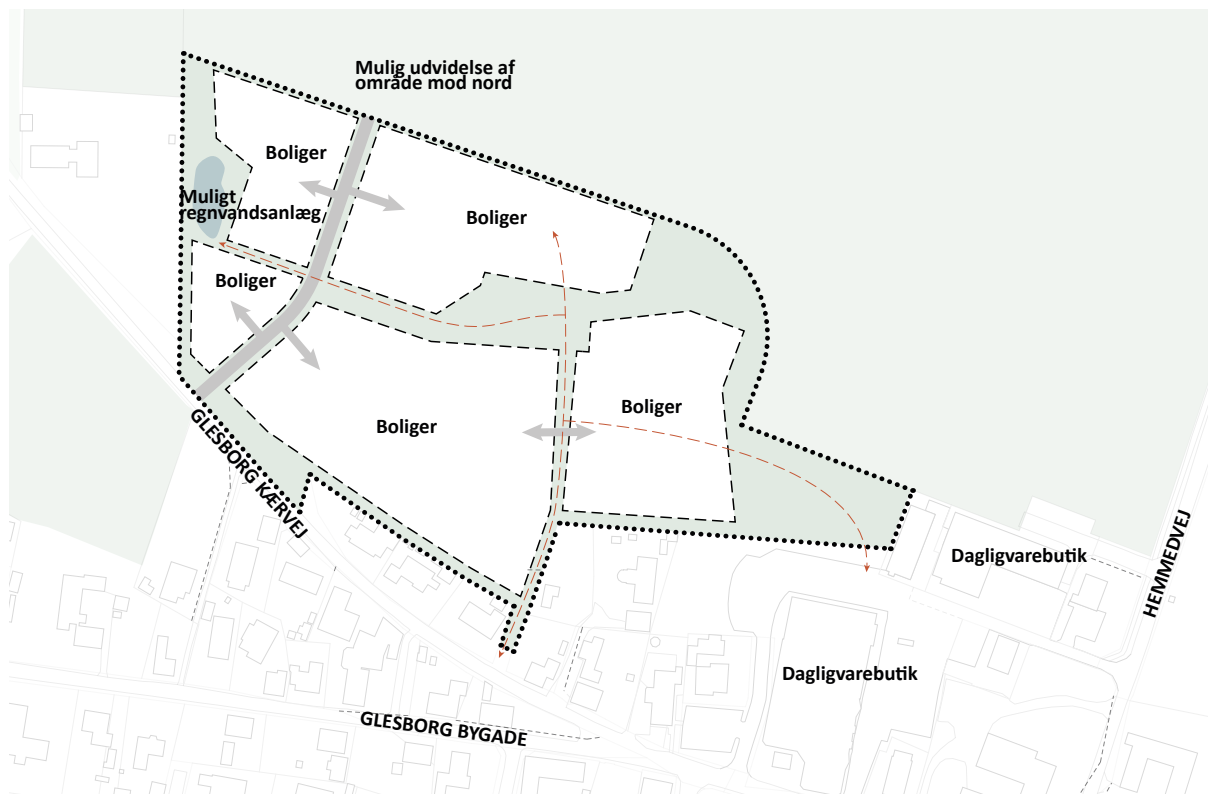 Mulig udvidelse af
område mod nord
Boliger
Muligt
regnvandsanlæg
Boliger
Boliger
Boliger
Boliger
GLESBORG KÆRVEJ
Dagligvarebutik
HEMMEDVEJ
Dagligvarebutik
GLESBORG BYGADE